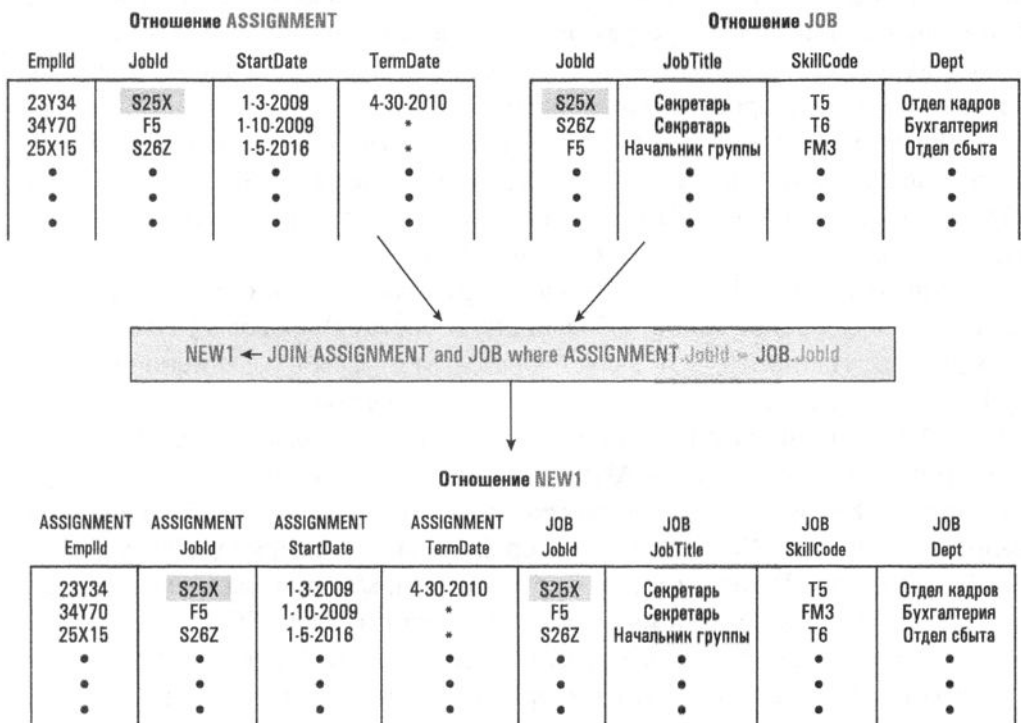 Отношение ASSIGNMENT
EmplId JobId StartDate TermDate
23Y34 S25X 1-3-2009 4-30-2010
34Y70 F5 1-10-2009 *
25X15 S26Z 1-5-2016 *
Отношение JOB
JobId JobTitle SkillCode Dept
S25X Секретарь T5 Отдел кадров
S26Z Секретарь T6 Бухгалтерия
F5 Начальник группы FM3 Отдел сбыта
NEW1 ← JOIN ASSIGNMENT and JOB where ASSIGNMENT.JobId = JOB.JobId
Отношение NEW1
ASSIGNMENT ASSIGNMENT ASSIGNMENT ASSIGNMENT JOB JOB JOB JOB
EmplId JobId StartDate TermDate JobId JobTitle SkillCode Dept
23Y34 S25X 1-3-2009 4-30-2010 S25X Секретарь T5 Отдел кадров
34Y70 F5 1-10-2009 * F5 Секретарь FM3 Бухгалтерия
25X15 S26Z 1-5-2016 * S26Z Начальник группы T6 Отдел сбыта